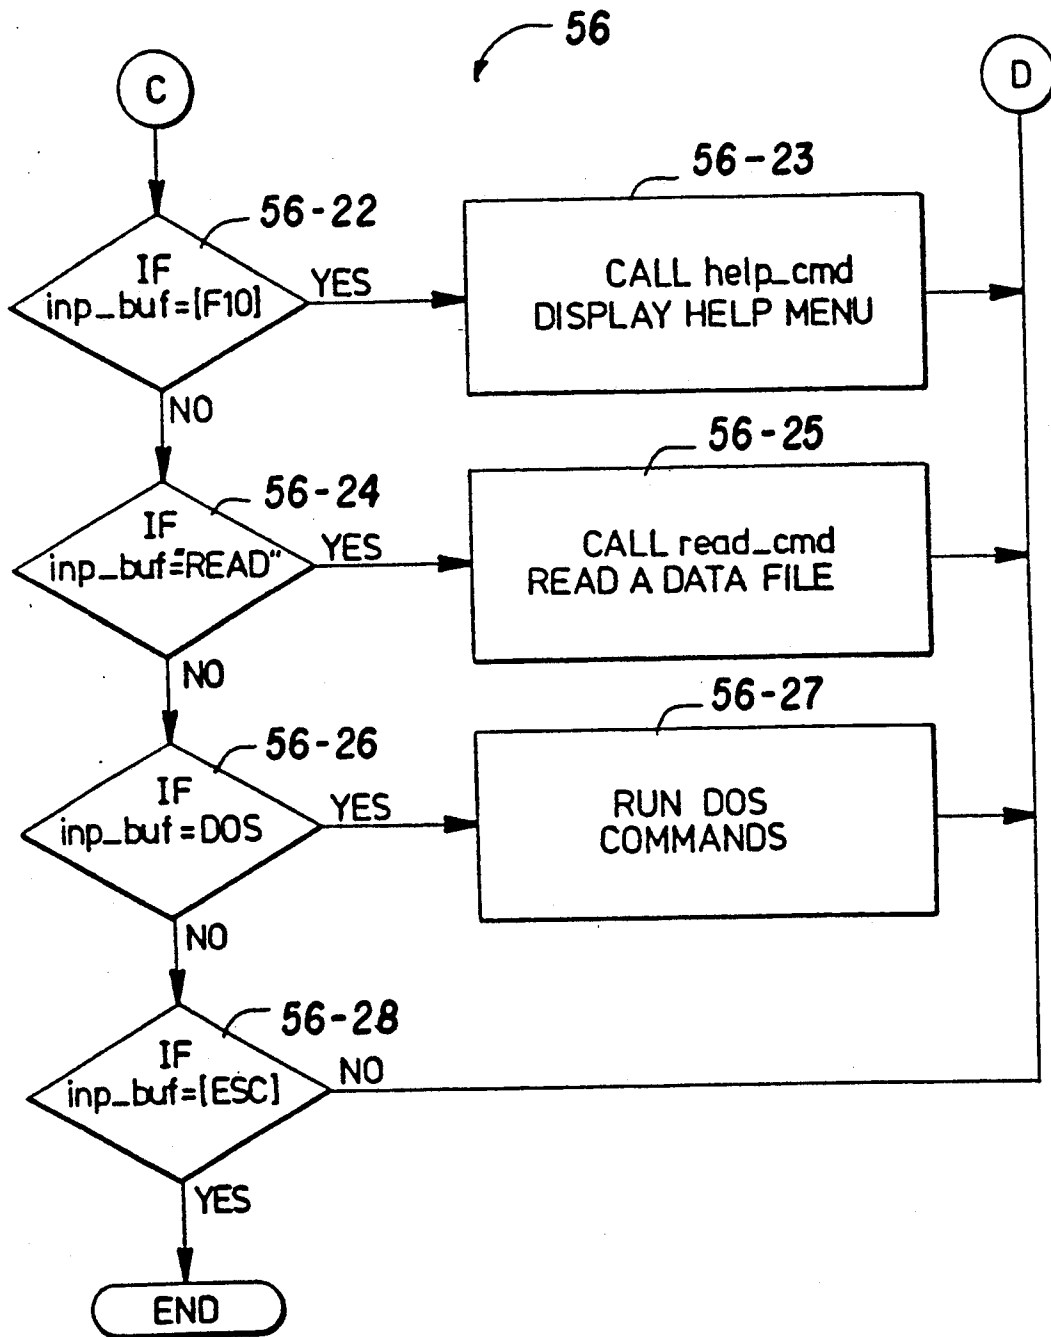 56
C
D
56-22
56-23
IF
inp_buf=[F10]
YES
CALL help_cmd
DISPLAY HELP MENU
NO
56-24
56-25
IF
inp_buf="READ"
YES
CALL read_cmd
READ A DATA FILE
NO
56-26
56-27
IF
inp_buf=DOS
YES
RUN DOS
COMMANDS
NO
56-28
IF
inp_buf=[ESC]
NO
YES
END